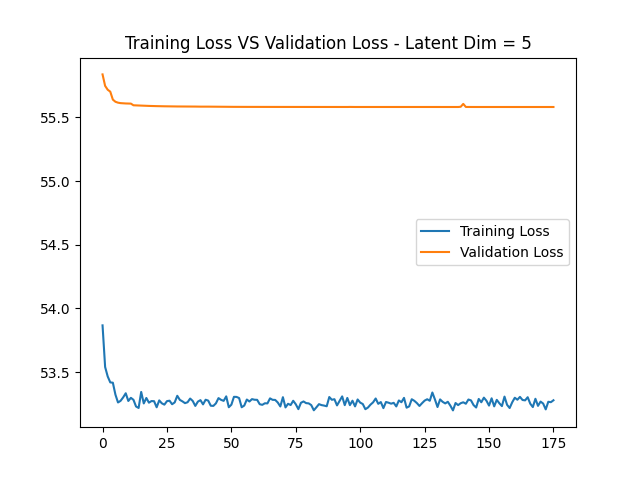 Training Loss VS Validation Loss - Latent Dim = 5
55.5
55.0
54.5
54.0
53.5
Training Loss
Validation Loss
0 25 50 75 100 125 150 175